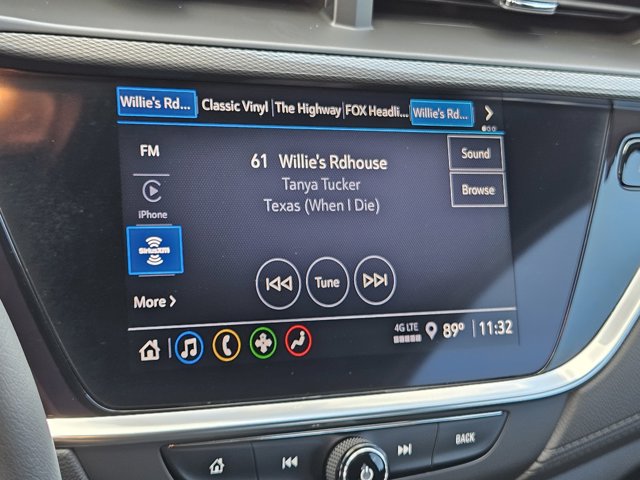 Willie's Rd... Classic Vinyl The Highway FOX Headli... Willie's Rd...
FM
iPhone
SiriusXM
More
61 Willie's Rdhouse
Tanya Tucker
Texas (When I Die)
Sound
Browse
Tune
4G LTE 89° 11:32
BACK